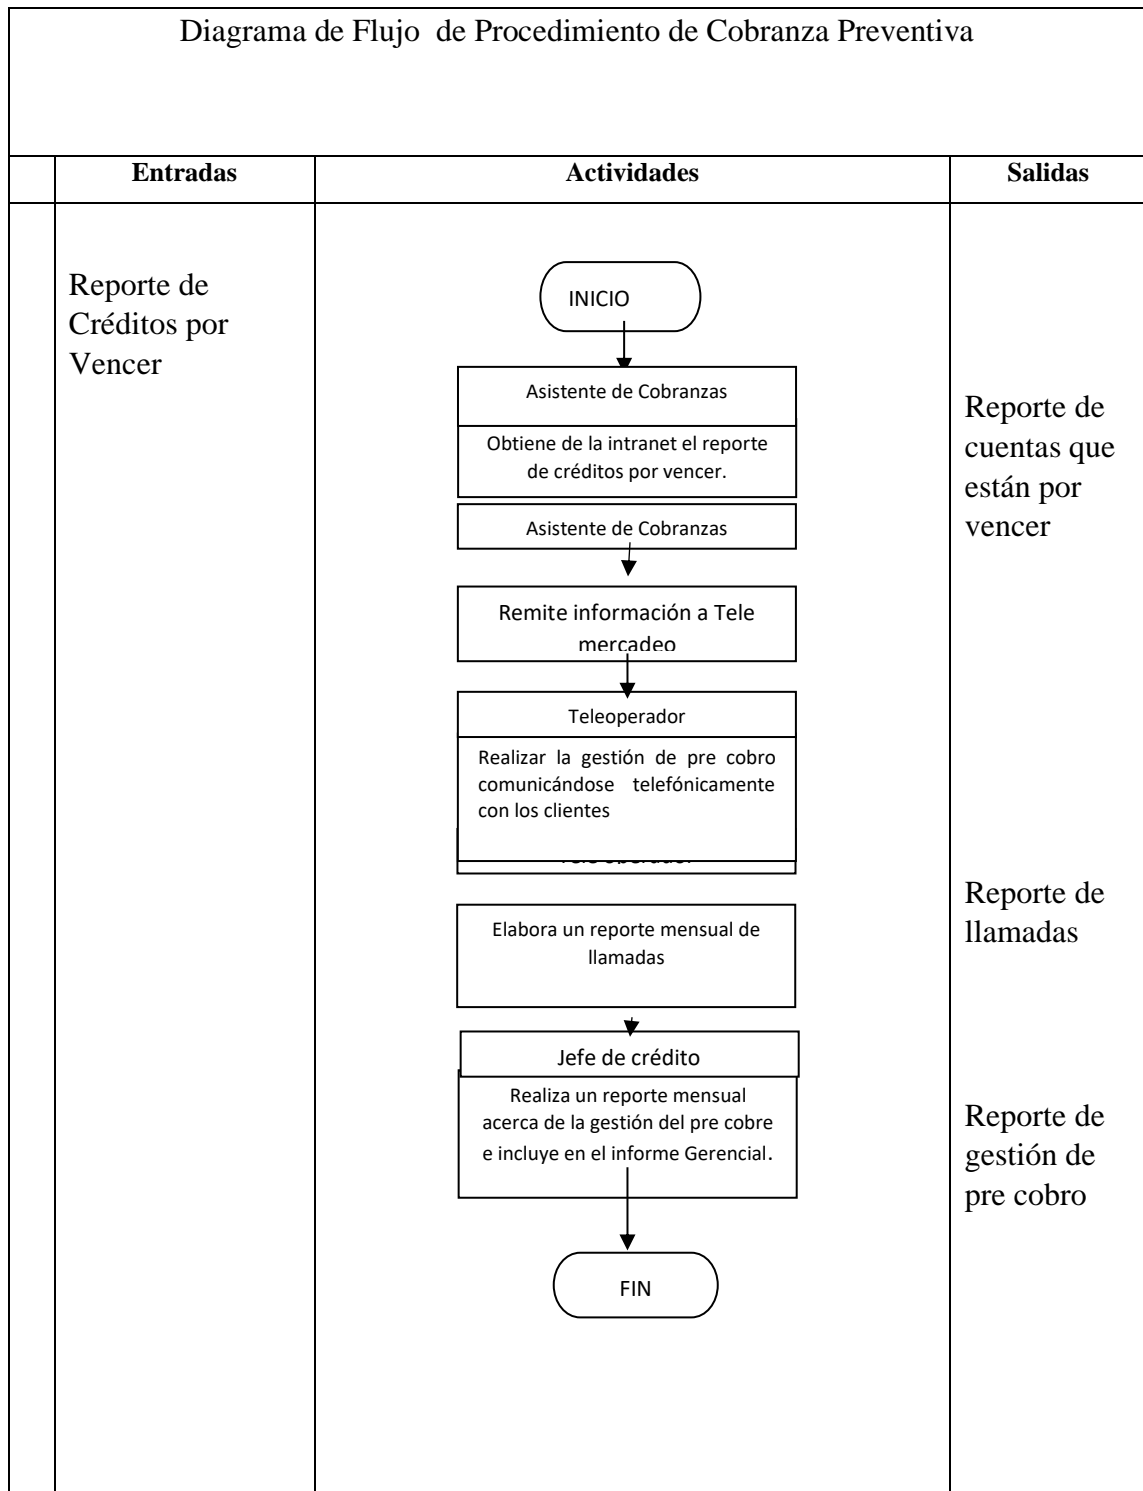 Diagrama de Flujo de Procedimiento de Cobranza Preventiva
Entradas
Actividades
Salidas
Reporte de
Créditos por
Vencer
INICIO
Asistente de Cobranzas
Obtiene de la intranet el reporte
de créditos por vencer.
Asistente de Cobranzas
Remite información a Tele
mercadeo
Teleoperador
Realizar la gestión de pre cobro
comunicándose telefónicamente
con los clientes
Elabora un reporte mensual de
llamadas
Jefe de crédito
Realiza un reporte mensual
acerca de la gestión del pre cobre
e incluye en el informe Gerencial.
FIN
Reporte de
cuentas que
están por
vencer
Reporte de
llamadas
Reporte de
gestión de
pre cobro